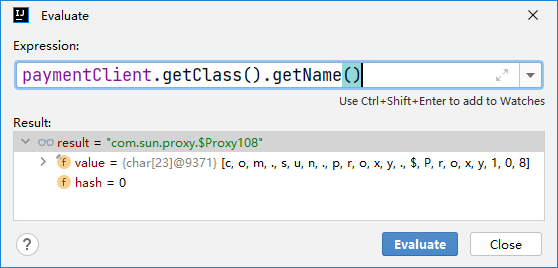 Evaluate
Expression:
paymentClient.getClass().getName()
Use Ctrl+Shift+Enter to add to Watches
Result:
result = "com.sun.proxy.$Proxy108"
value = {char[23]@9371} [c, o, m, ., s, u, n, ., p, r, o, x, y, ., $, P, r, o, x, y, 1, 0, 8]
hash = 0
? Evaluate Close